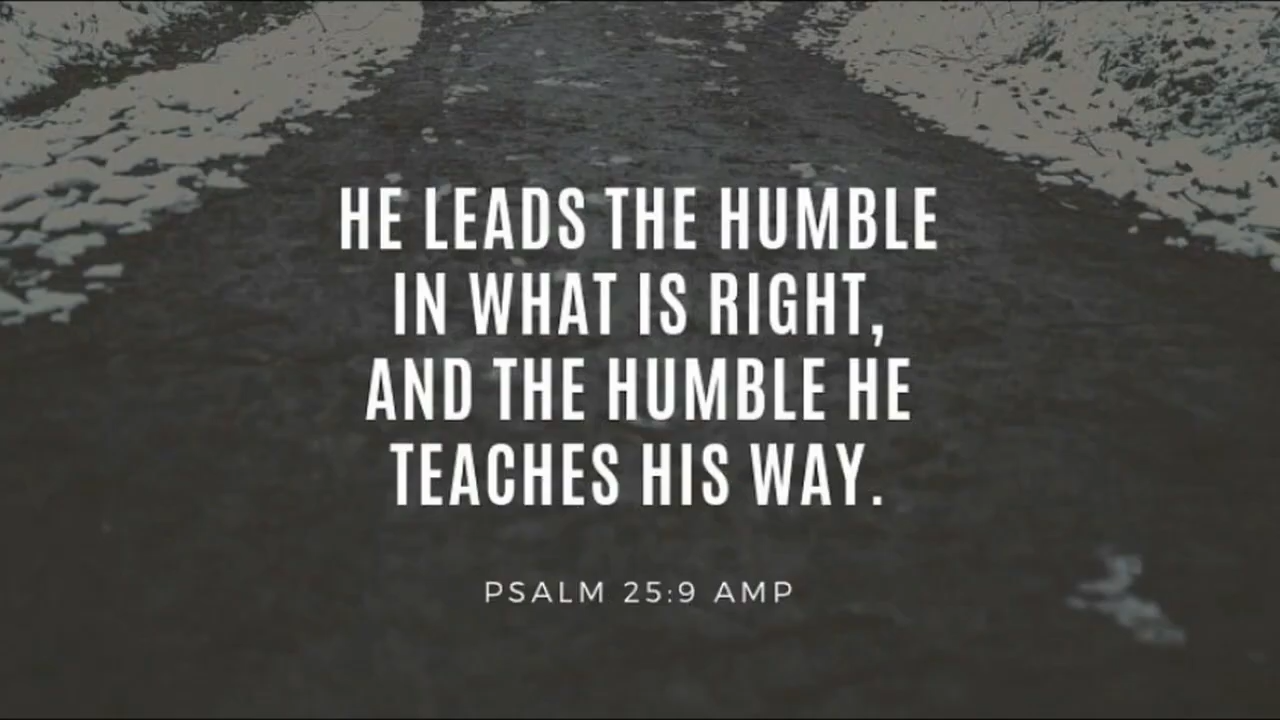 HE LEADS THE HUMBLE
IN WHAT IS RIGHT,
AND THE HUMBLE HE
TEACHES HIS WAY.
PSALM 25:9 AMP